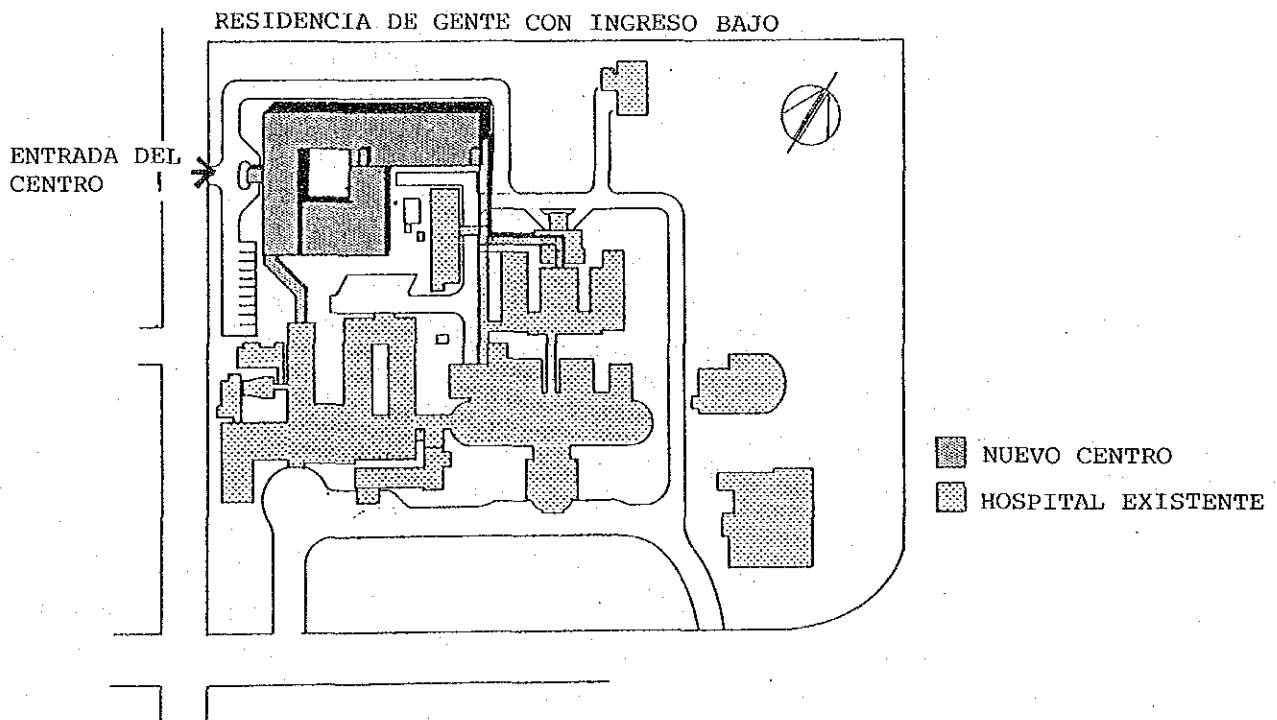 RESIDENCIA DE GENTE CON INGRESO BAJO
ENTRADA DEL
CENTRO
NUEVO CENTRO
HOSPITAL EXISTENTE